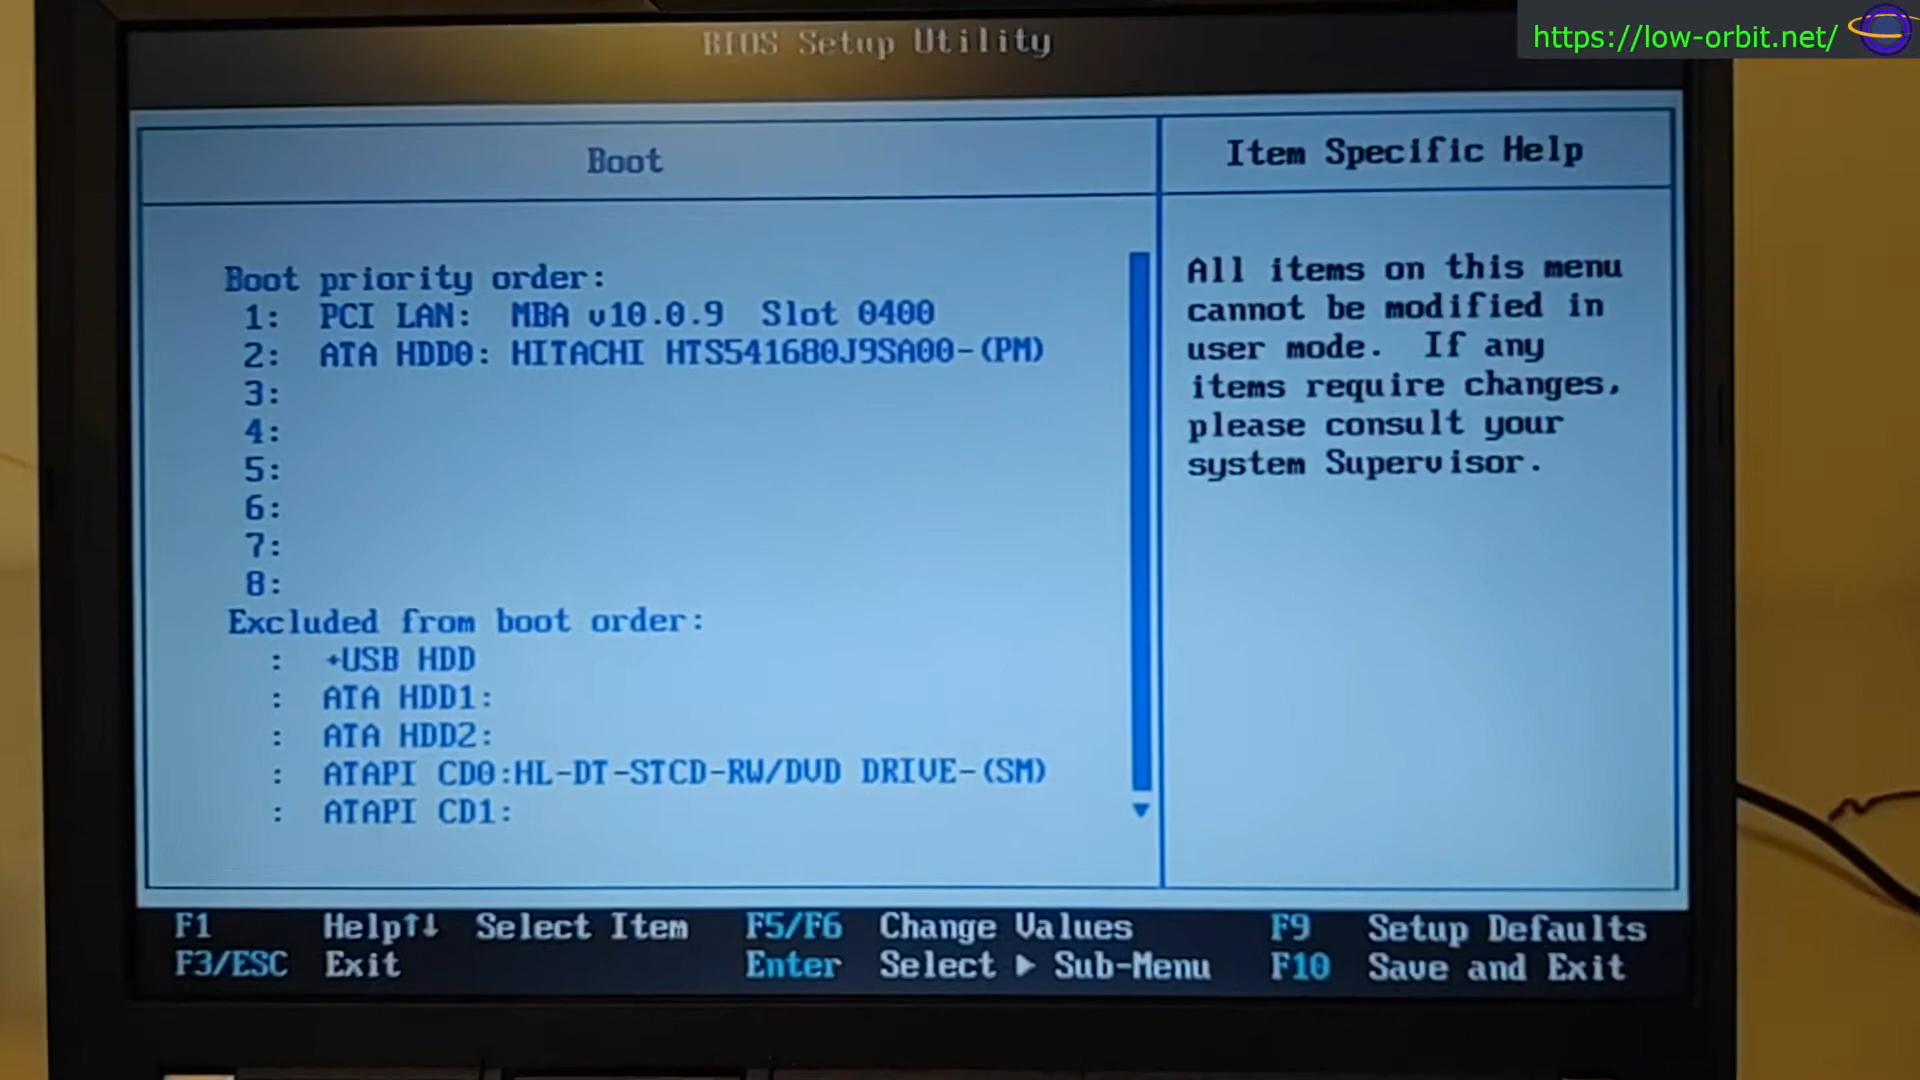 https://low-orbit.net/
BIOS Setup Utility
Boot
Item Specific Help
Boot priority order:
1: PCI LAN: MBA v10.0.9 Slot 0400
2: ATA HDD0: HITACHI HTS541680J9SA00-(PM)
3:
4:
5:
6:
7:
8:
Excluded from boot order:
: +USB HDD
: ATA HDD1:
: ATA HDD2:
: ATAPI CD0:HL-DT-STCD-RW/DVD DRIVE-(SM)
: ATAPI CD1:
All items on this menu
cannot be modified in
user mode. If any
items require changes,
please consult your
system Supervisor.
F1 Help↑↓ Select Item F5/F6 Change Values F9 Setup Defaults
F3/ESC Exit Enter Select ▶ Sub-Menu F10 Save and Exit